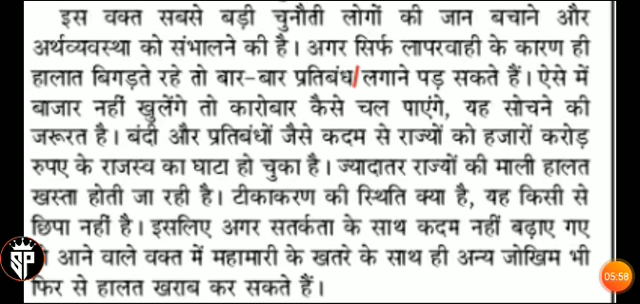 इस वक्त सबसे बड़ी चुनौती लोगों की जान बचाने और
अर्थव्यवस्था को संभालने की है। अगर सिर्फ लापरवाही के कारण ही
हालात बिगड़ते रहे तो बार-बार प्रतिबंध/लगाने पड़ सकते हैं। ऐसे में
बाजार नहीं खुलेंगे तो कारोबार कैसे चल पाएंगे, यह सोचने की
जरूरत है। बंदी और प्रतिबंधों जैसे कदम से राज्यों को हजारों करोड़
रुपए के राजस्व का घाटा हो चुका है। ज्यादातर राज्यों की माली हालत
खस्ता होती जा रही है। टीकाकरण की स्थिति क्या है, यह किसी से
छिपा नहीं है। इसलिए अगर सतर्कता के साथ कदम नहीं बढ़ाए गए
आने वाले वक्त में महामारी के खतरे के साथ ही अन्य जोखिम भी
फिर से हालत खराब कर सकते हैं।
SP
05:58